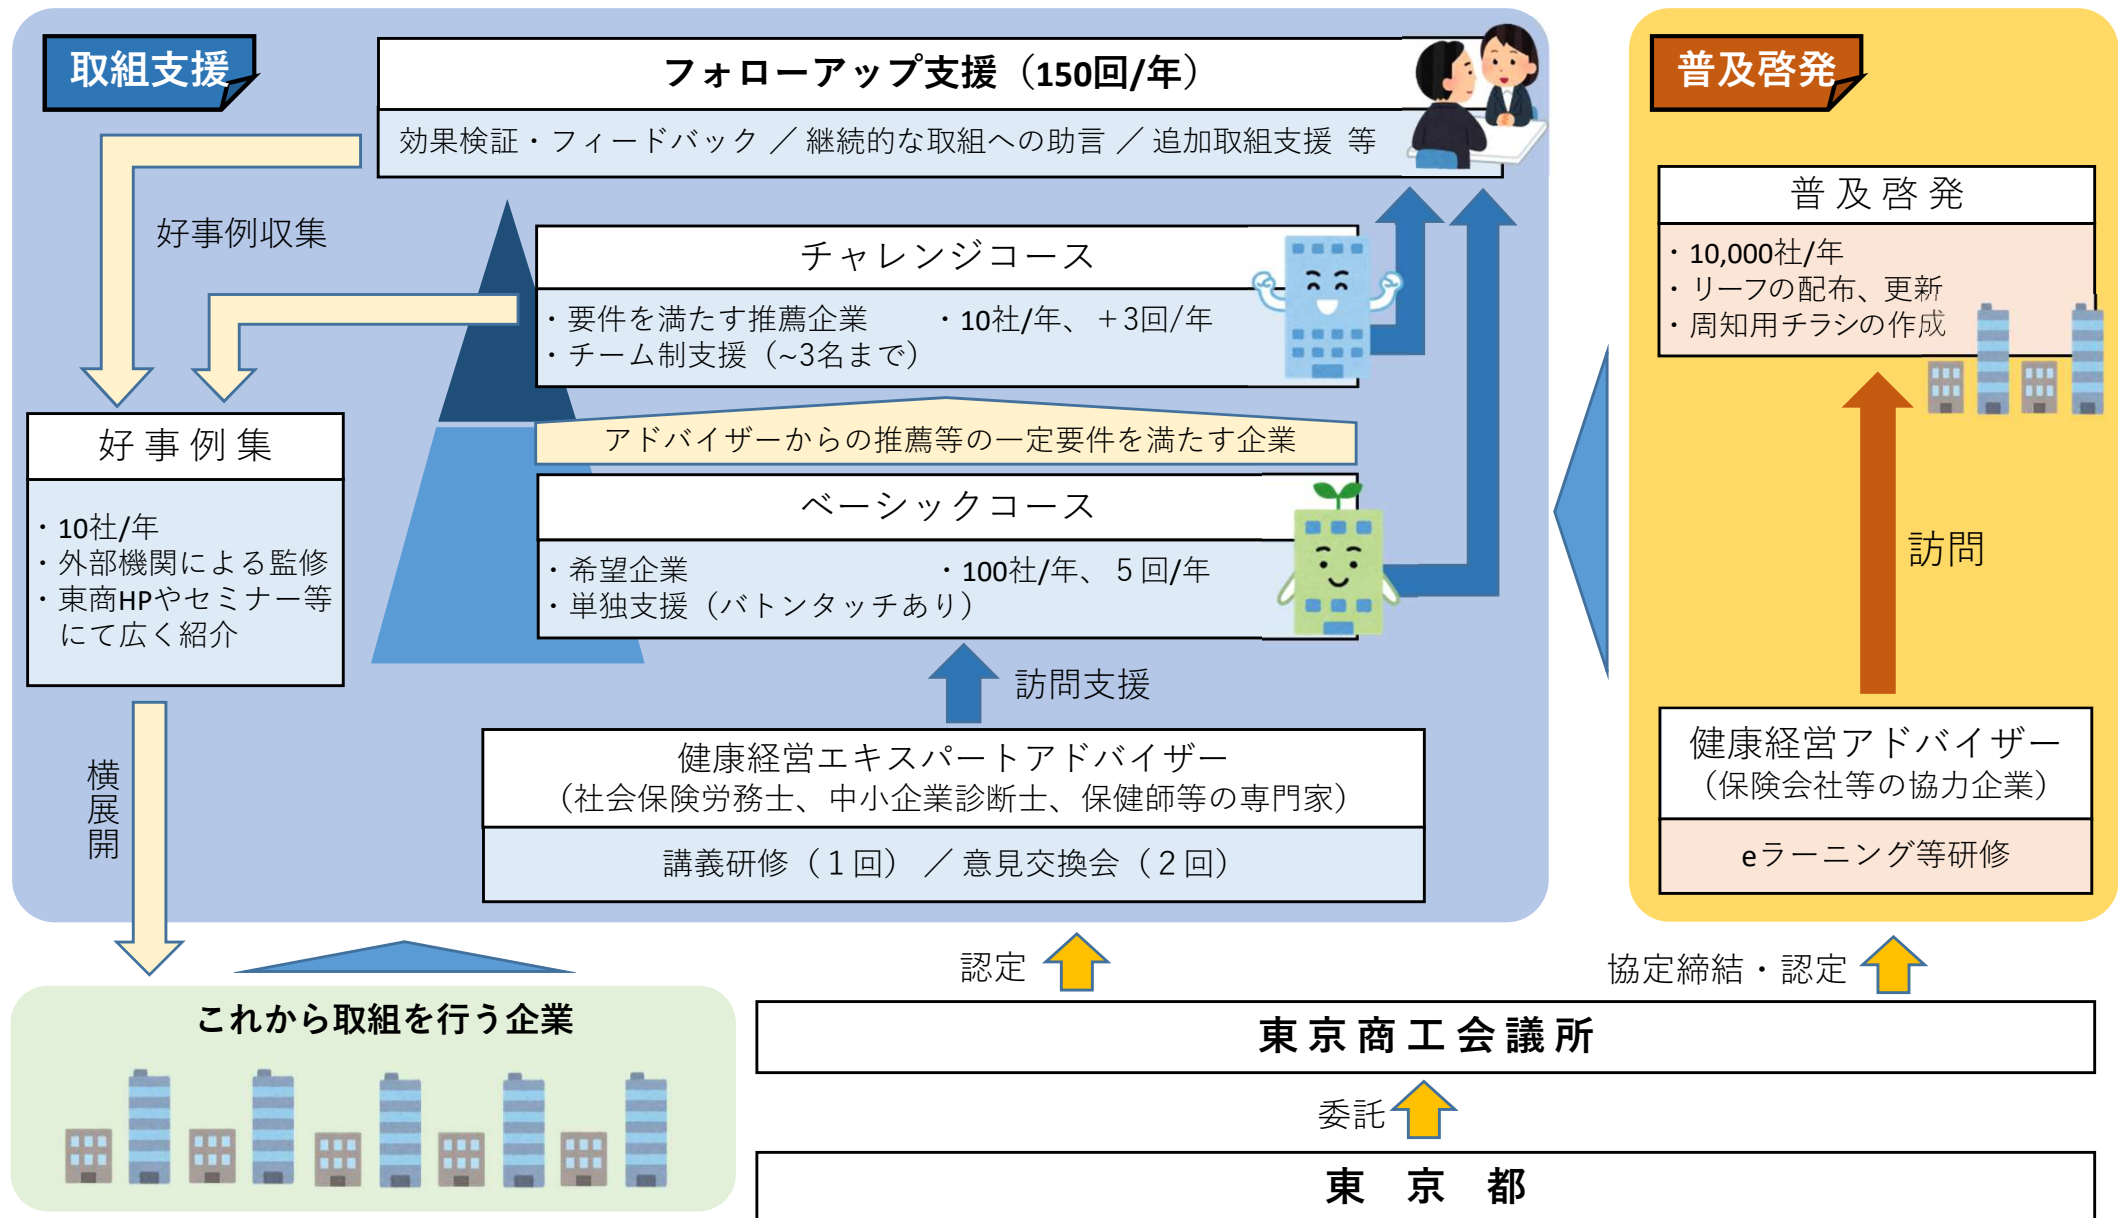 取組支援
フォローアップ支援（150回/年）
効果検証・フィードバック ／ 継続的な取組への助言 ／ 追加取組支援 等
好事例収集
チャレンジコース
・要件を満たす推薦企業　・10社/年、＋3回/年
・チーム制支援（~3名まで）
アドバイザーからの推薦等の一定要件を満たす企業
ベーシックコース
・希望企業　・100社/年、５回/年
・単独支援（バトンタッチあり）
訪問支援
好事例集
・10社/年
・外部機関による監修
・東商HPやセミナー等
にて広く紹介
横展開
健康経営エキスパートアドバイザー
（社会保険労務士、中小企業診断士、保健師等の専門家）
講義研修（１回）／ 意見交換会（２回）
普及啓発
普及啓発
・10,000社/年
・リーフの配布、更新
・周知用チラシの作成
訪問
健康経営アドバイザー
（保険会社等の協力企業）
eラーニング等研修
認定
協定締結・認定
これから取組を行う企業
東京商工会議所
委託
東京都